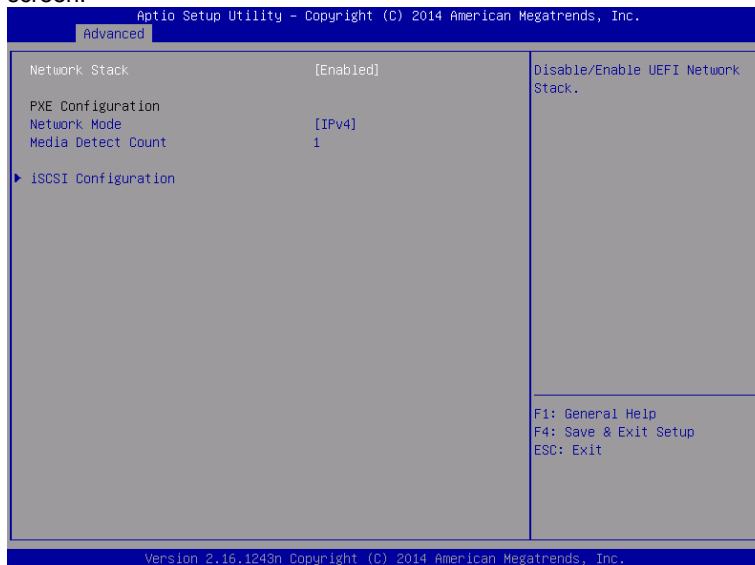 screen.
Aptio Setup Utility – Copyright (C) 2014 American Megatrends, Inc.
Advanced
Network Stack [Enabled]
PXE Configuration
Network Mode [IPv4]
Media Detect Count 1
iSCSI Configuration
Disable/Enable UEFI Network
Stack.
F1: General Help
F4: Save & Exit Setup
ESC: Exit
Version 2.16.1243n Copyright (C) 2014 American Megatrends, Inc.